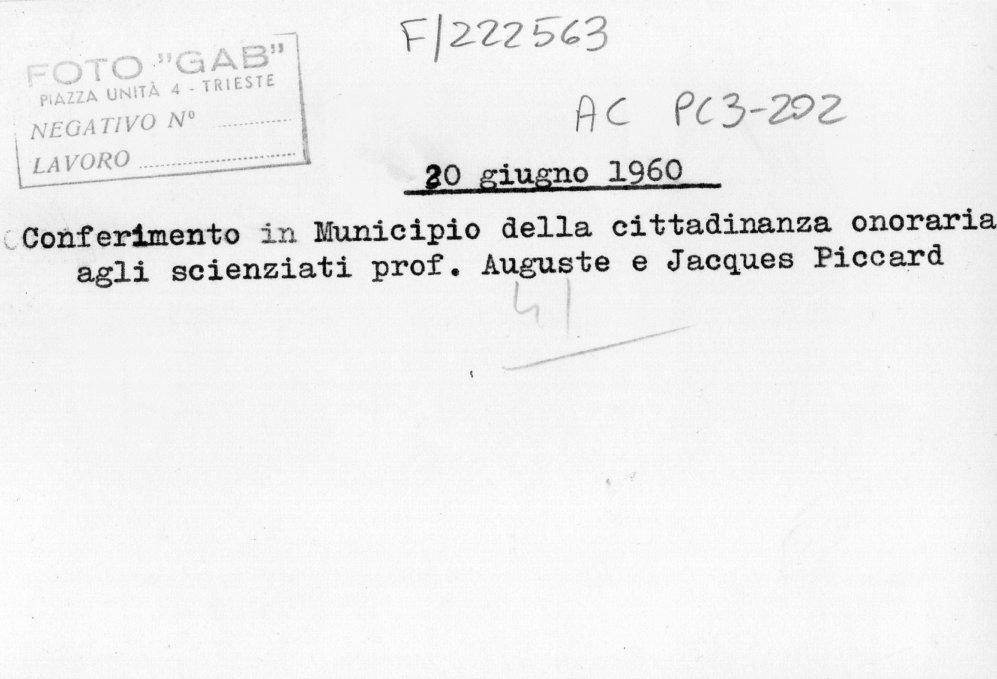 F/222563
FOTO "GAB"
PIAZZA UNITÀ 4 - TRIESTE
NEGATIVO Nº
LAVORO
AC PC3-202
20 giugno 1960
Conferimento in Municipio della cittadinanza onoraria
agli scienziati prof. Auguste e Jacques Piccard
41